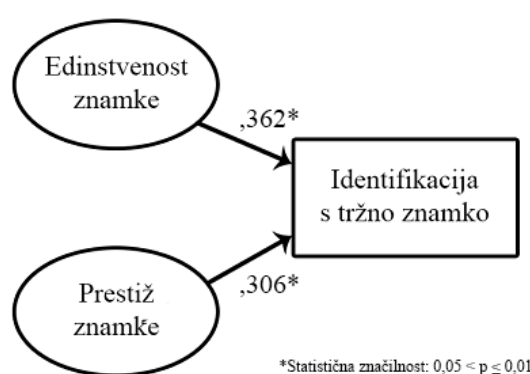 Edinstvenost
znamke
,362*
Identifikacija
s tržno znamko
Prestiž
znamke
,306*
*Statistična značilnost: 0,05 < p ≤ 0,01